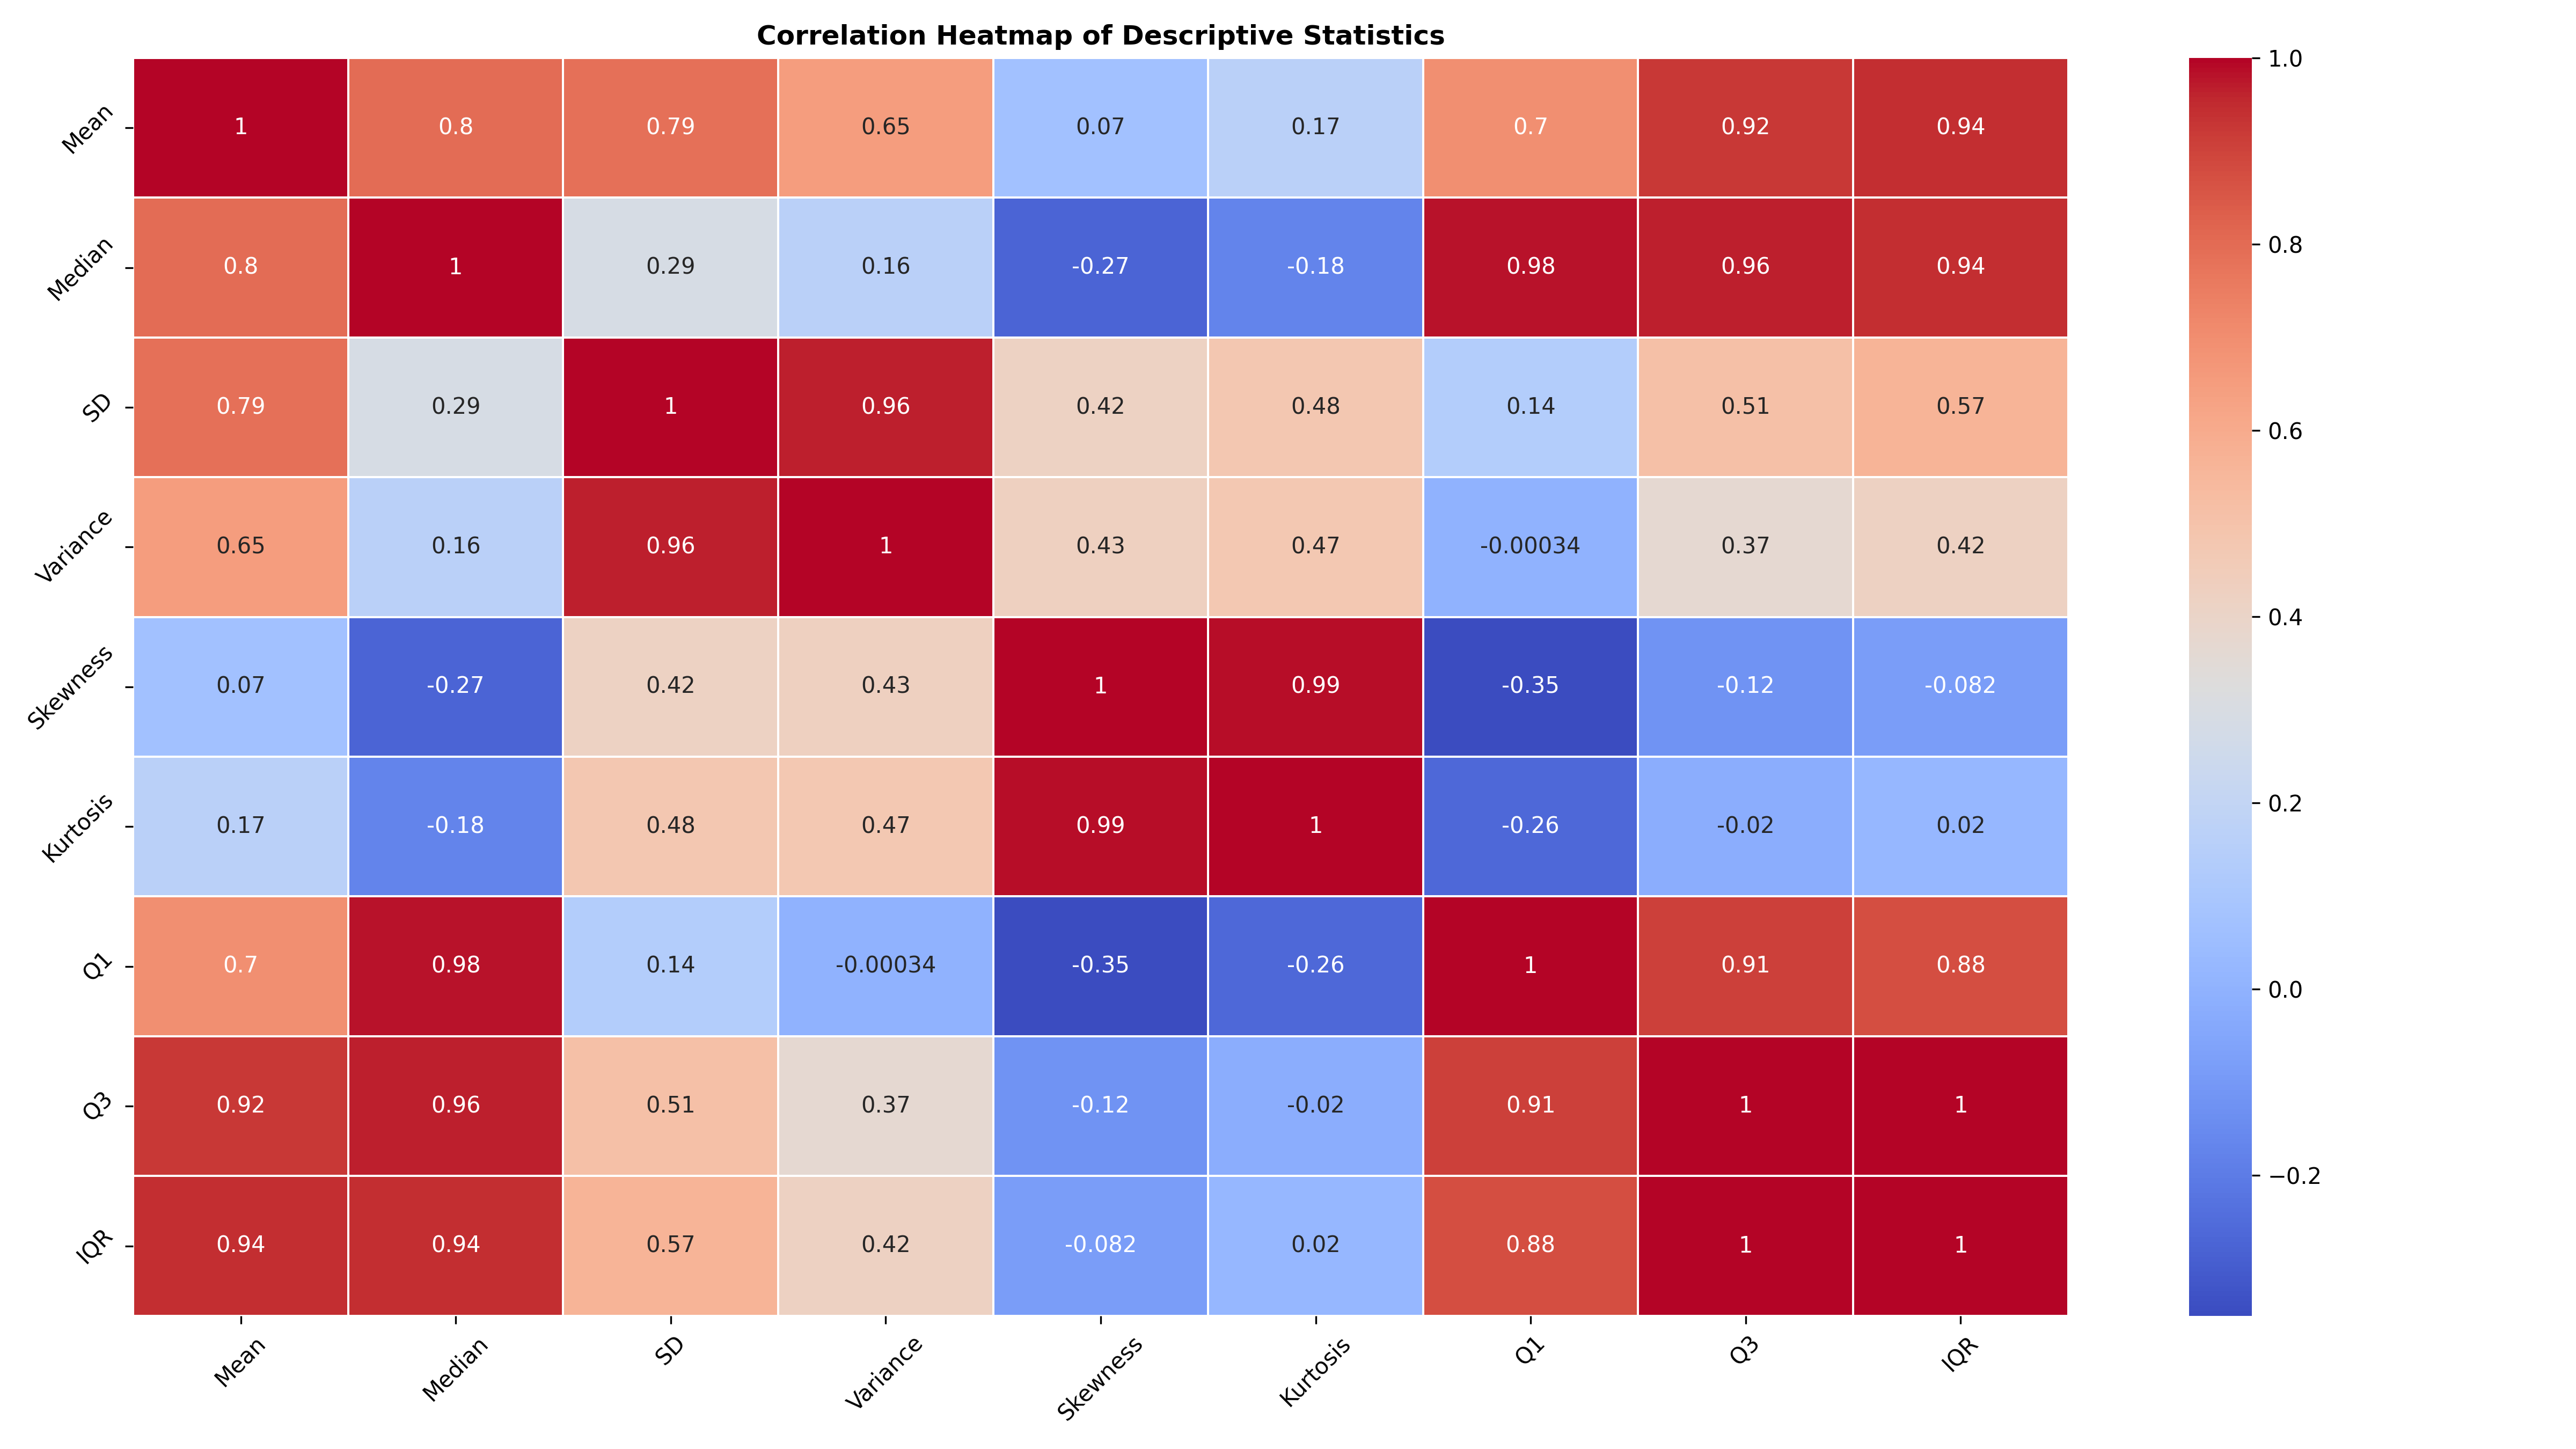 Correlation Heatmap of Descriptive Statistics
Mean 1 0.8 0.79 0.65 0.07 0.17 0.7 0.92 0.94
Median 0.8 1 0.29 0.16 -0.27 -0.18 0.98 0.96 0.94
SD 0.79 0.29 1 0.96 0.42 0.48 0.14 0.51 0.57
Variance 0.65 0.16 0.96 1 0.43 0.47 -0.00034 0.37 0.42
Skewness 0.07 -0.27 0.42 0.43 1 0.99 -0.35 -0.12 -0.082
Kurtosis 0.17 -0.18 0.48 0.47 0.99 1 -0.26 -0.02 0.02
Q1 0.7 0.98 0.14 -0.00034 -0.35 -0.26 1 0.91 0.88
Q3 0.92 0.96 0.51 0.37 -0.12 -0.02 0.91 1 1
IQR 0.94 0.94 0.57 0.42 -0.082 0.02 0.88 1 1
Mean Median SD Variance Skewness Kurtosis Q1 Q3 IQR
1.0
0.8
0.6
0.4
0.2
0.0
−0.2